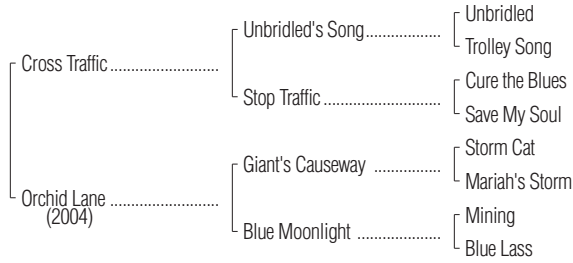 Unbridled
Unbridled's Song..................
Trolley Song
Cross Traffic ..........................
Cure the Blues
Stop Traffic ............................
Save My Soul
Storm Cat
Giant's Causeway ................
Mariah's Storm
Orchid Lane ..........................
(2004)
Mining
Blue Moonlight ....................
Blue Lass